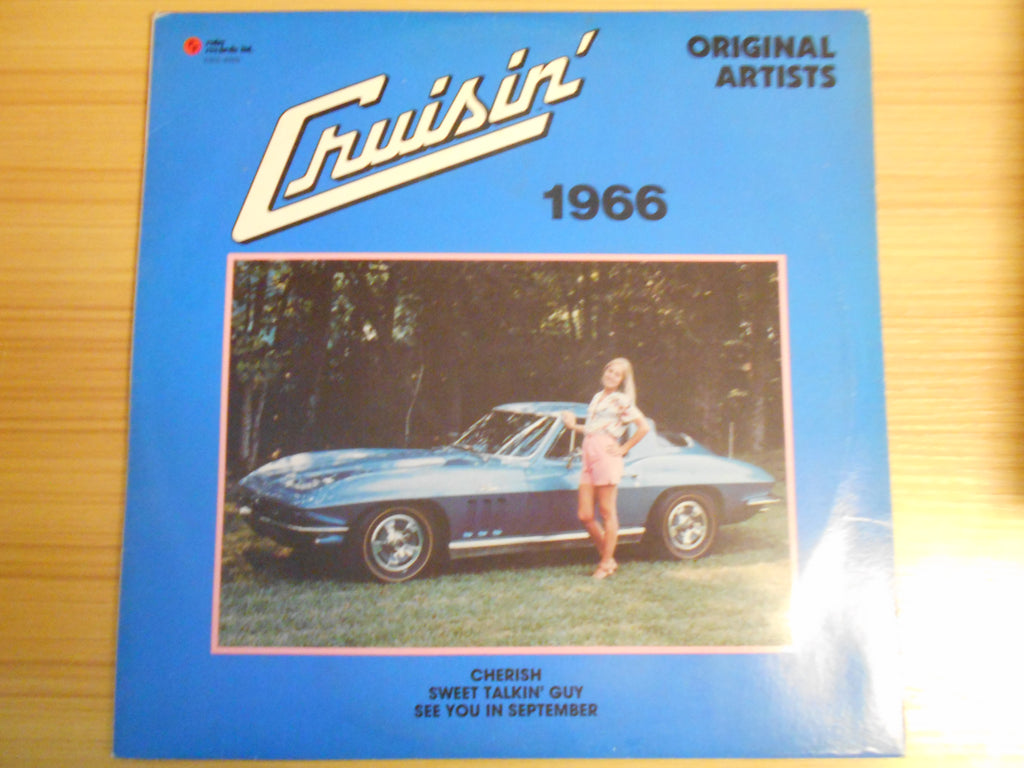 Cruisin'
ORIGINAL
ARTISTS
1966
CHERISH
SWEET TALKIN' GUY
SEE YOU IN SEPTEMBER